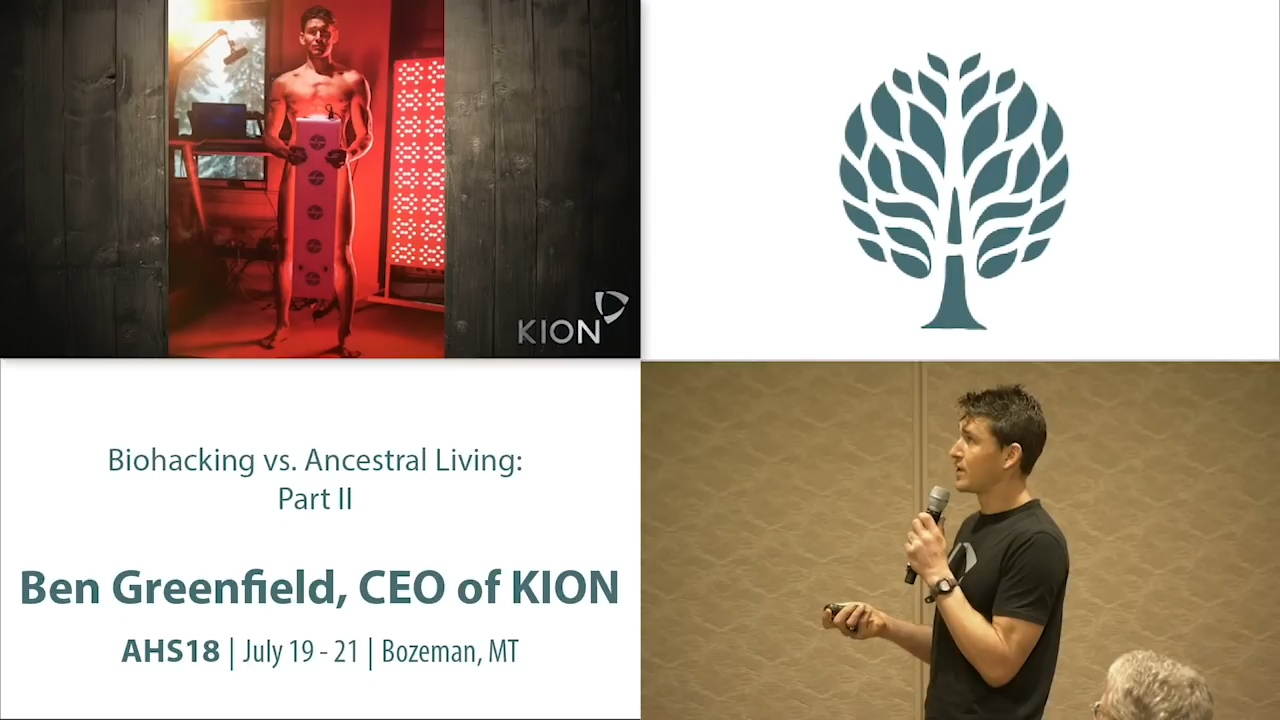 KION
Biohacking vs. Ancestral Living:
Part II
Ben Greenfield, CEO of KION
AHS18 | July 19 - 21 | Bozeman, MT